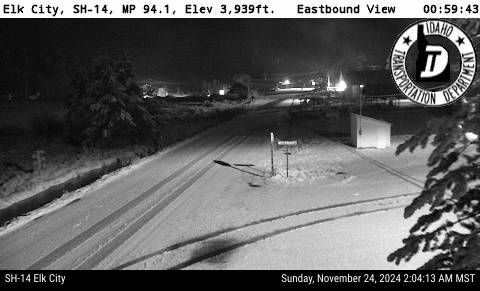 Elk City, SH-14, MP 94.1, Elev 3,939ft. Eastbound View 00:59:43
IDAHO
TRANSPORTATION DEPARTMENT
SH-14 Elk City Sunday, November 24, 2024 2:04:13 AM MST